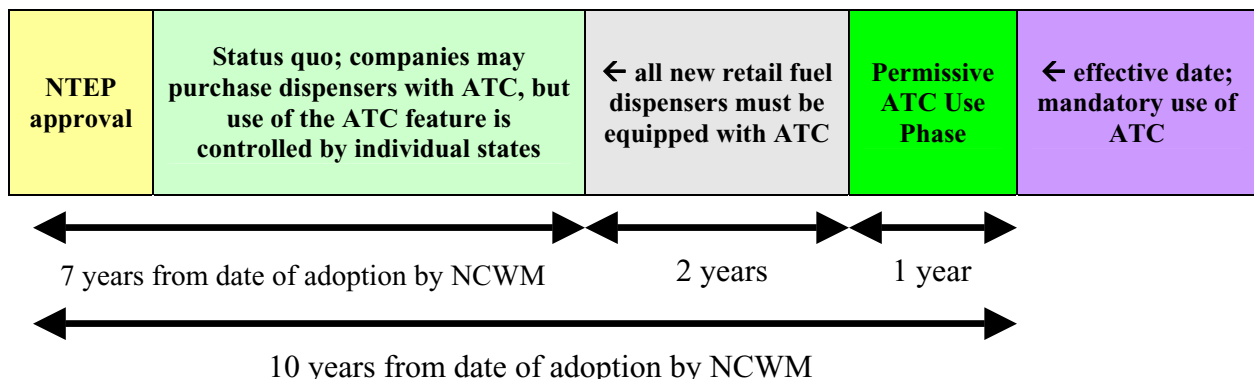 NTEP
approval
Status quo; companies may
purchase dispensers with ATC, but
use of the ATC feature is
controlled by individual states
← all new retail fuel
dispensers must be
equipped with ATC
Permissive
ATC Use
Phase
← effective date;
mandatory use of
ATC
7 years from date of adoption by NCWM
2 years
1 year
10 years from date of adoption by NCWM